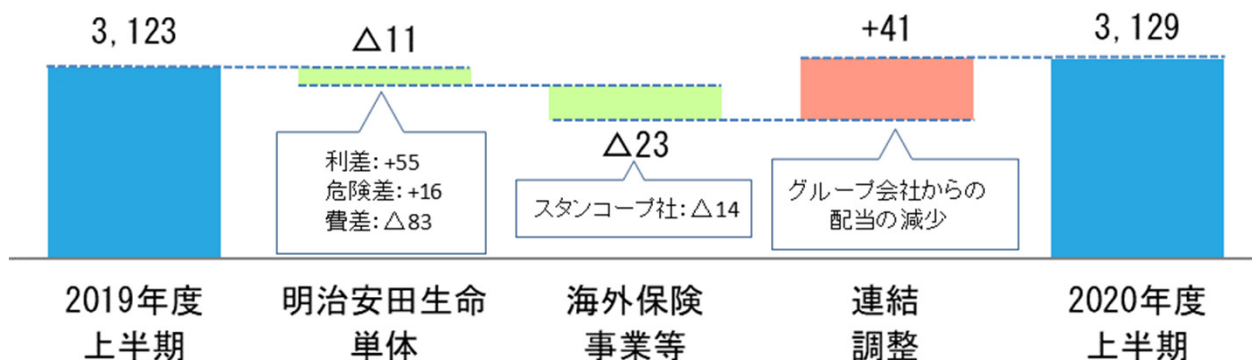 3,123
△11
+41
3,129
利差：+55
危険差：+16
費差：△83
△23
スタンコープ社：△14
グループ会社からの
配当の減少
2019年度
上半期
明治安田生命
単体
海外保険
事業等
連結
調整
2020年度
上半期